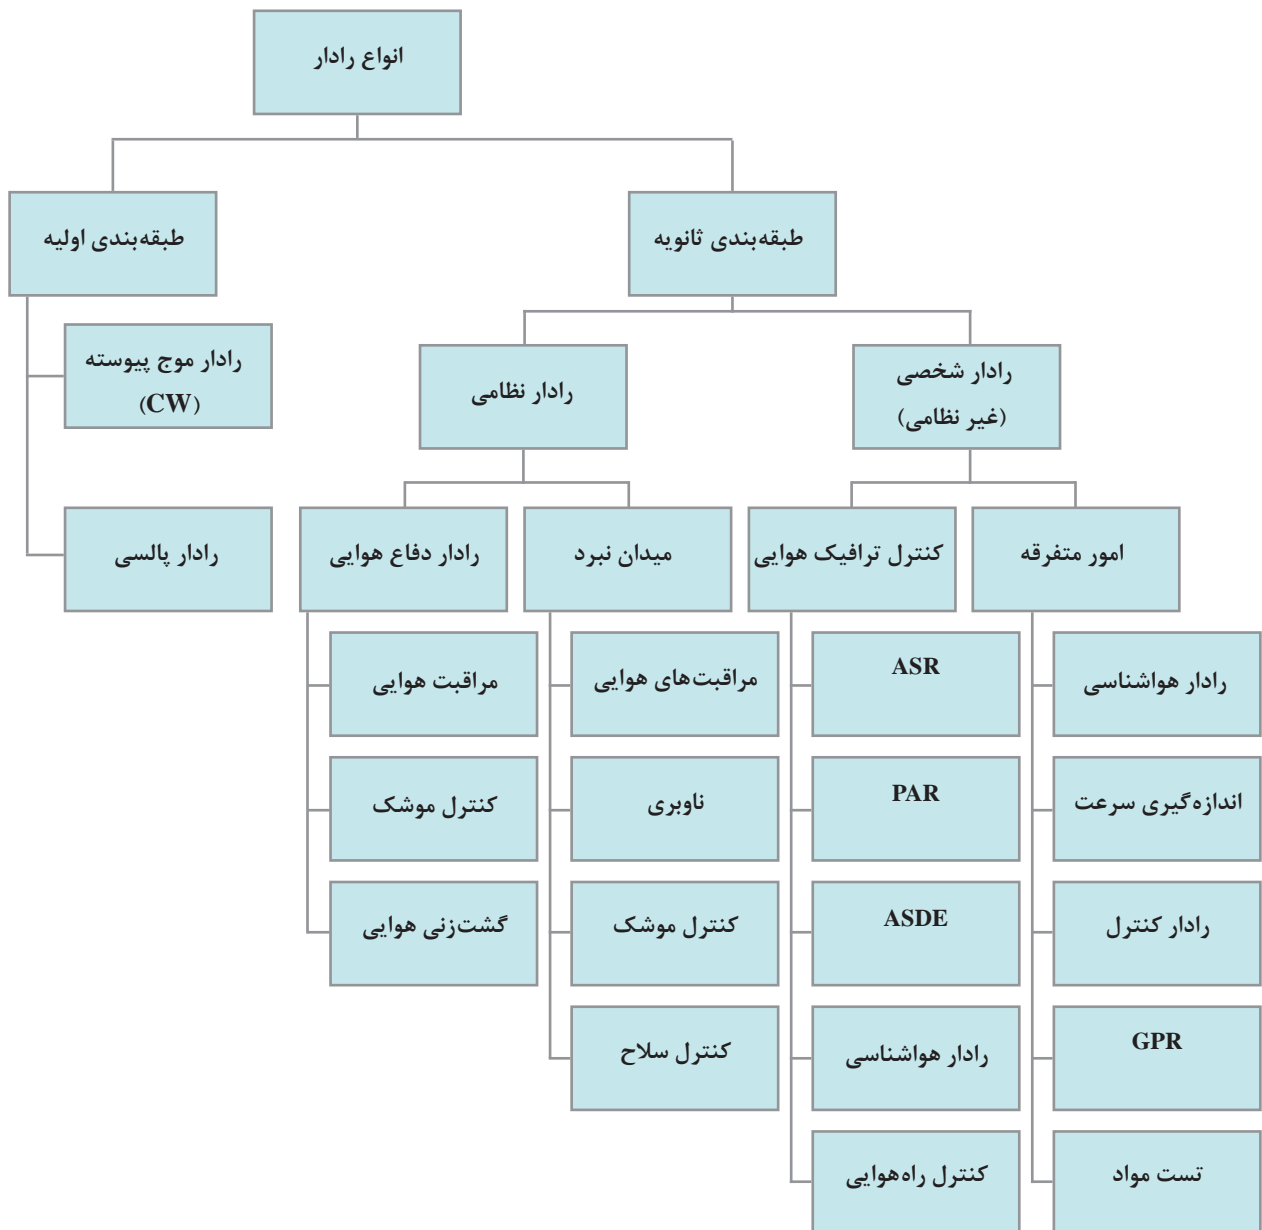 انواع رادار
طبقه‌بندی ثانویه
طبقه‌بندی اولیه
رادار شخصی
(غیر نظامی)
رادار نظامی
رادار موج پیوسته
(CW)
رادار پالسی
امور متفرقه
کنترل ترافیک هوایی
میدان نبرد
رادار دفاع هوایی
رادار هواشناسی
ASR
مراقبت‌های هوایی
مراقبت هوایی
اندازه‌گیری سرعت
PAR
ناوبری
کنترل موشک
رادار کنترل
ASDE
کنترل موشک
گشت‌زنی هوایی
GPR
رادار هواشناسی
کنترل سلاح
تست مواد
کنترل راه‌هوایی